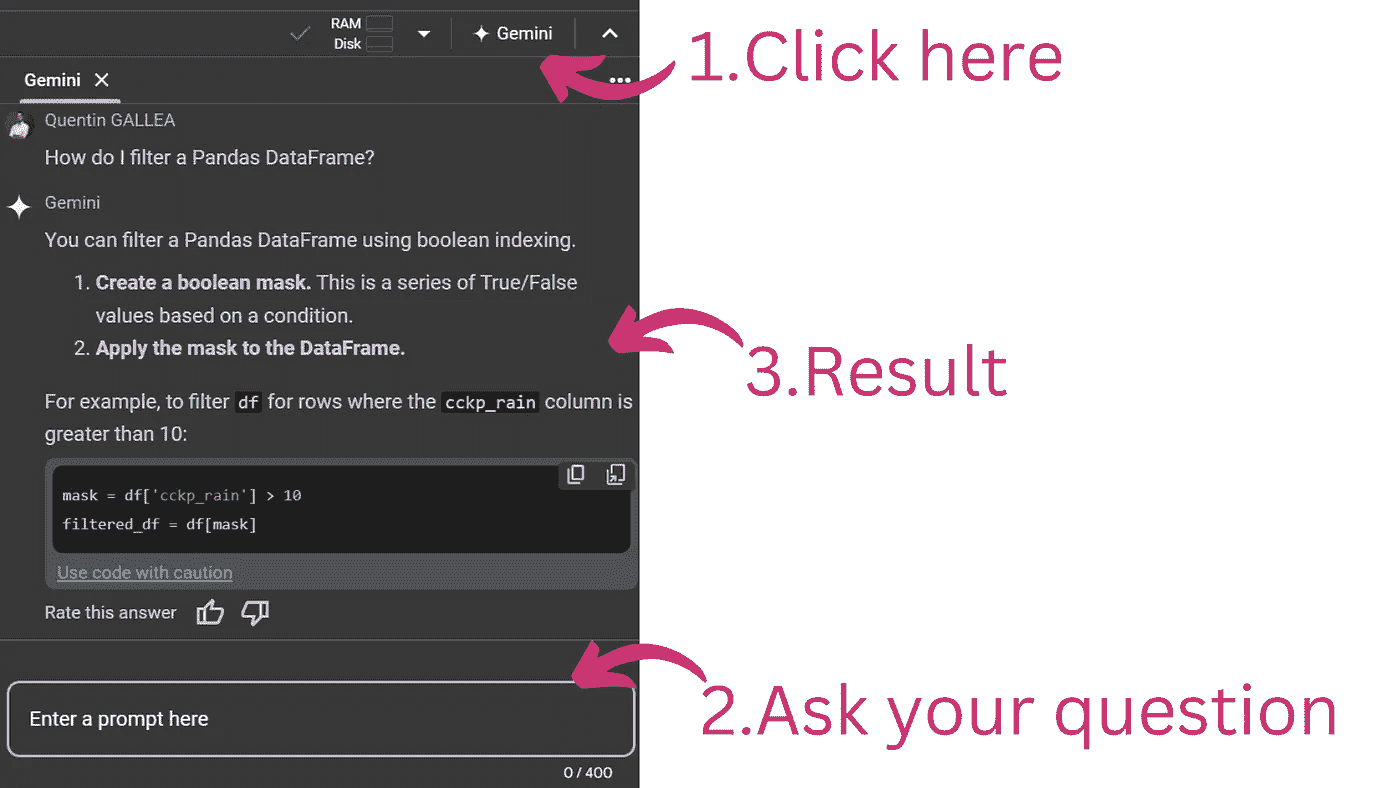 RAM
Disk
Gemini
1.Click here
Gemini
Quentin GALLEA
How do I filter a Pandas DataFrame?
Gemini
You can filter a Pandas DataFrame using boolean indexing.
1. Create a boolean mask. This is a series of True/False
values based on a condition.
2. Apply the mask to the DataFrame.
3.Result
For example, to filter df for rows where the cckp_rain column is
greater than 10:
mask = df['cckp_rain'] > 10
filtered_df = df[mask]
Use code with caution
Rate this answer
2.Ask your question
Enter a prompt here
0 / 400